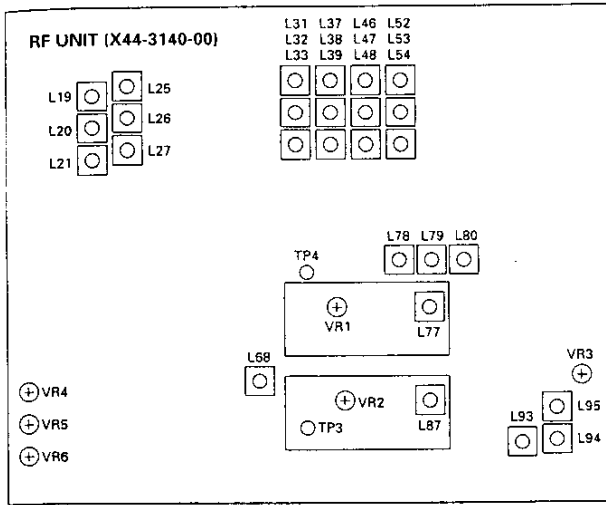 L31 L37 L46 L52
RF UNIT (X44-3140-00) L32 L38 L47 L53
L33 L39 L48 L54
L19 L25
L20 L26
L21 L27
L78 L79 L80
TP4
VR1 L77
L68 VR3
VR4 VR2 L95
VR5 TP3 L87 L93 L94
VR6